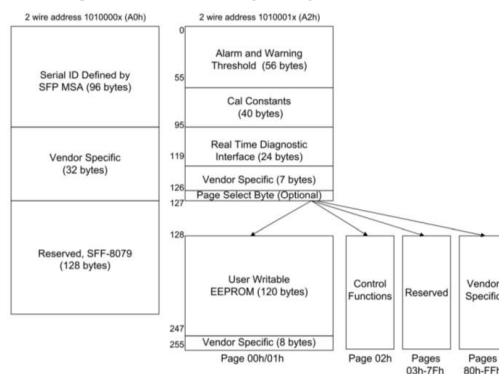 2 wire address 1010000x (A0h)
Serial ID Defined by
SFP MSA (96 bytes)
Vendor Specific
(32 bytes)
Reserved, SFF-8079
(128 bytes)
2 wire address 1010001x (A2h)
0
Alarm and Warning
Threshold (56 bytes)
55
Cal Constants
(40 bytes)
95
Real Time Diagnostic
Interface (24 bytes)
119
Vendor Specific (7 bytes)
126
Page Select Byte (Optional)
127
128
User Writable
EEPROM (120 bytes)
247
Vendor Specific (8 bytes)
255
Page 00h/01h
Control
Functions
Page 02h
Reserved
Pages
03h-7Fh
Vendor
Specific
Pages
80h-FFh